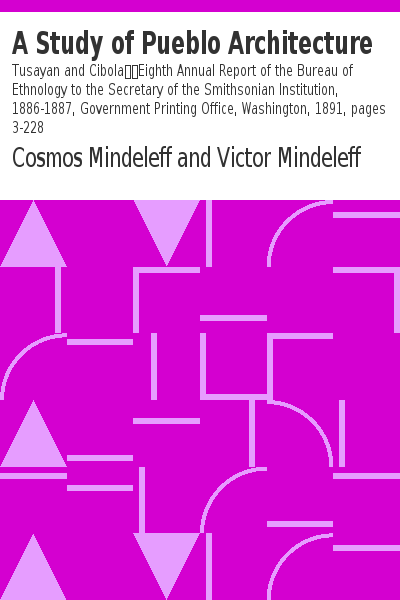 A Study of Pueblo Architecture
Tusayan and Cibola▯▯Eighth Annual Report of the Bureau of
Ethnology to the Secretary of the Smithsonian Institution,
1886-1887, Government Printing Office, Washington, 1891, pages
3-228
Cosmos Mindeleff and Victor Mindeleff